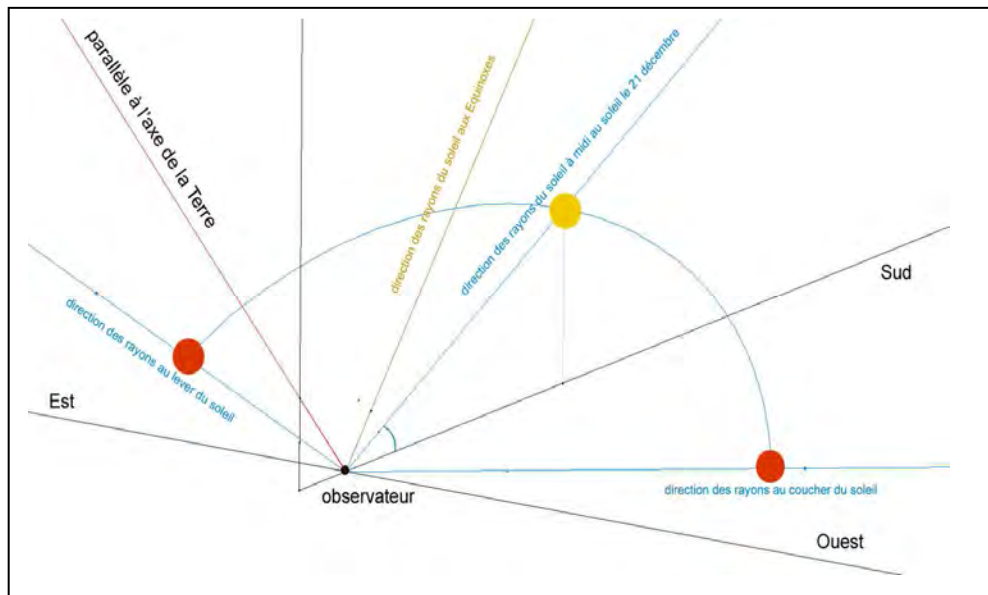 parallèle à l'axe de la Terre
direction des rayons du soleil aux Equinoxes
direction des rayons du soleil à midi au soleil le 21 décembre
Sud
direction des rayons au lever du soleil
Est
observateur
direction des rayons au coucher du soleil
Ouest